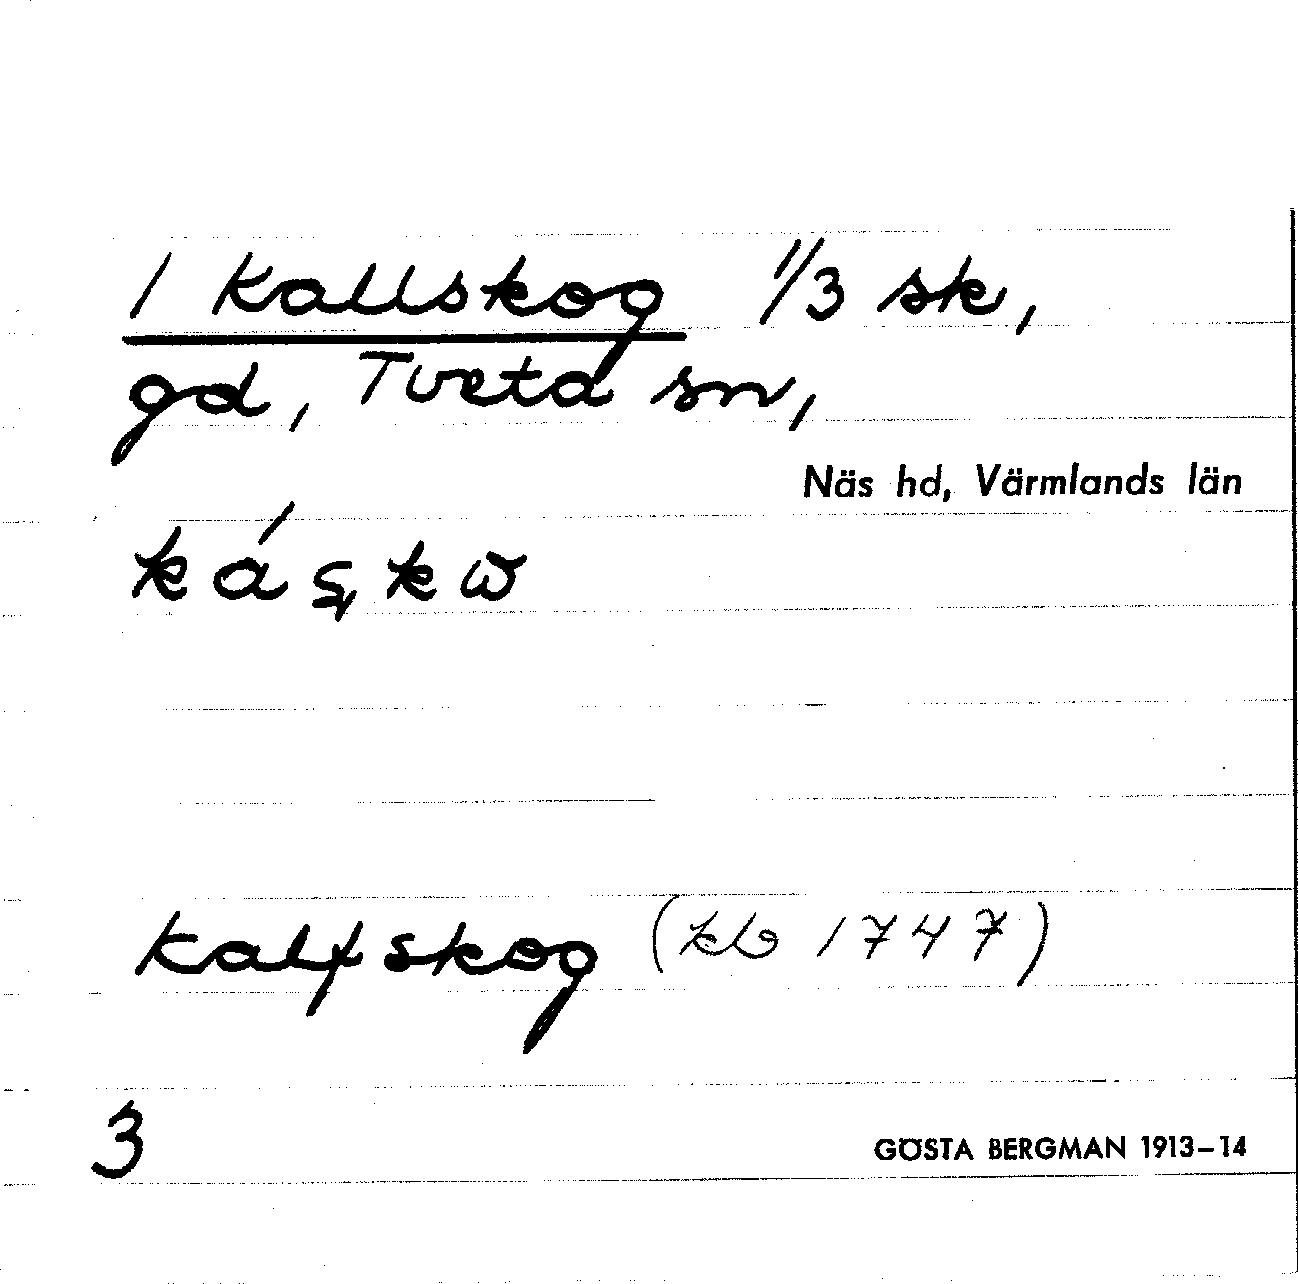 1 Kallskog 1/3 sk,
gd, Tveta sn,
Näs hd, Värmlands län
Kalfskog (kb 1747)
3 GÖSTA BERGMAN 1913–14